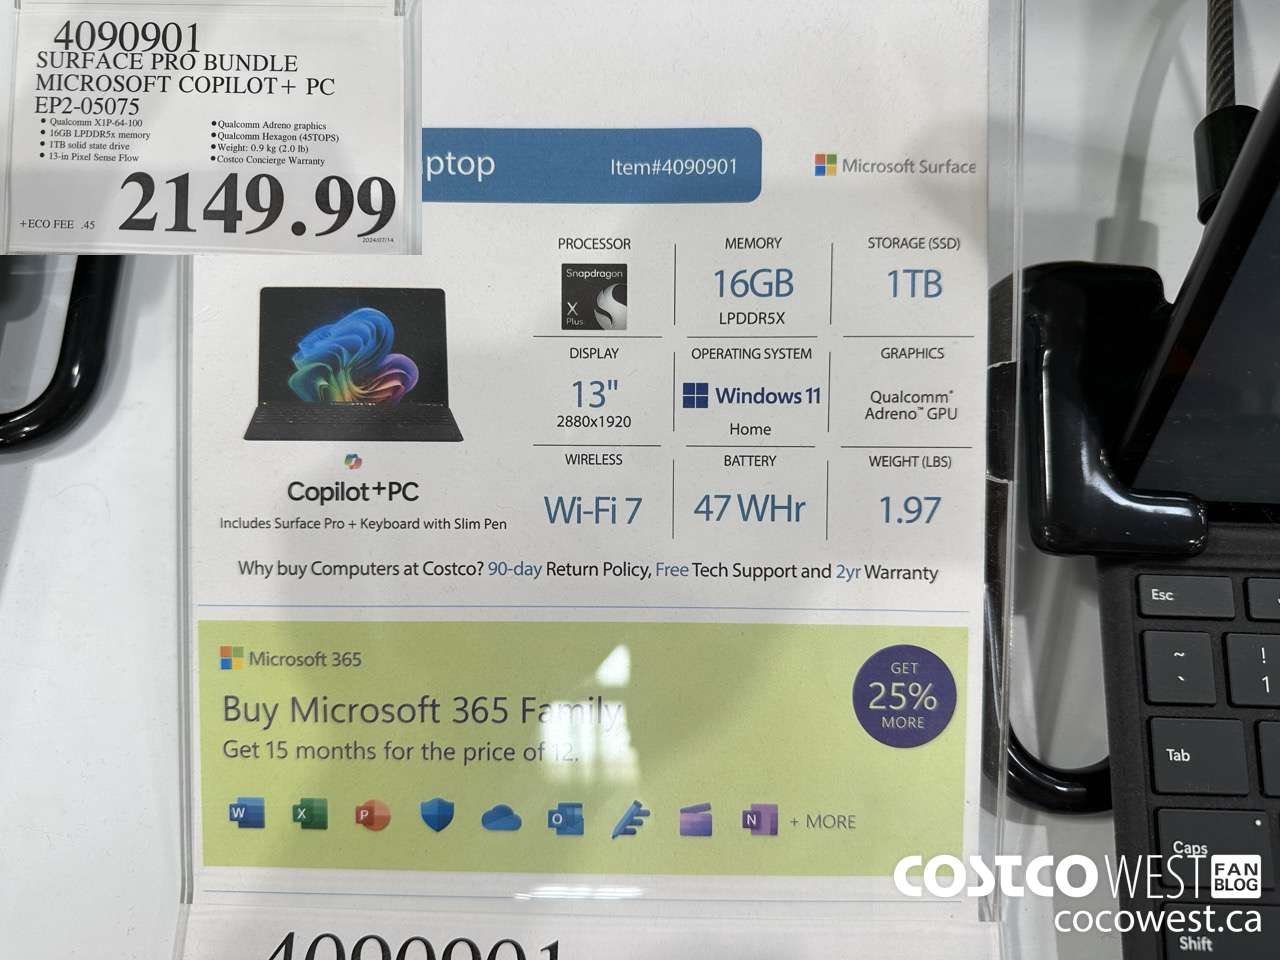 4090901
SURFACE PRO BUNDLE
MICROSOFT COPILOT+ PC
EP2-05075
• Qualcomm X1P-64-100
• 16GB LPDDR5x memory
• 1TB solid state drive
• 13-in Pixel Sense Flow
• Qualcomm Adreno graphics
• Qualcomm Hexagon (45TOPS)
• Weight: 0.9 kg (2.0 lb)
• Costco Concierge Warranty
+ECO FEE .45
2149.99
2024/07/14
aptop
Item#4090901
Microsoft Surface
PROCESSOR
Snapdragon
X
Plus
MEMORY
16GB
LPDDR5X
STORAGE (SSD)
1TB
DISPLAY
13"
2880x1920
OPERATING SYSTEM
Windows 11
Home
GRAPHICS
Qualcomm®
Adreno™ GPU
WIRELESS
Wi-Fi 7
BATTERY
47 WHr
WEIGHT (LBS)
1.97
Copilot+PC
Includes Surface Pro + Keyboard with Slim Pen
Why buy Computers at Costco? 90-day Return Policy, Free Tech Support and 2yr Warranty
Microsoft 365
Buy Microsoft 365 Family,
Get 15 months for the price of 12.
GET
25%
MORE
W X P O N + MORE
4090901
Esc
~
`
!
1
Tab
Caps
Shift
COSTCO WEST FAN BLOG
cocowest.ca